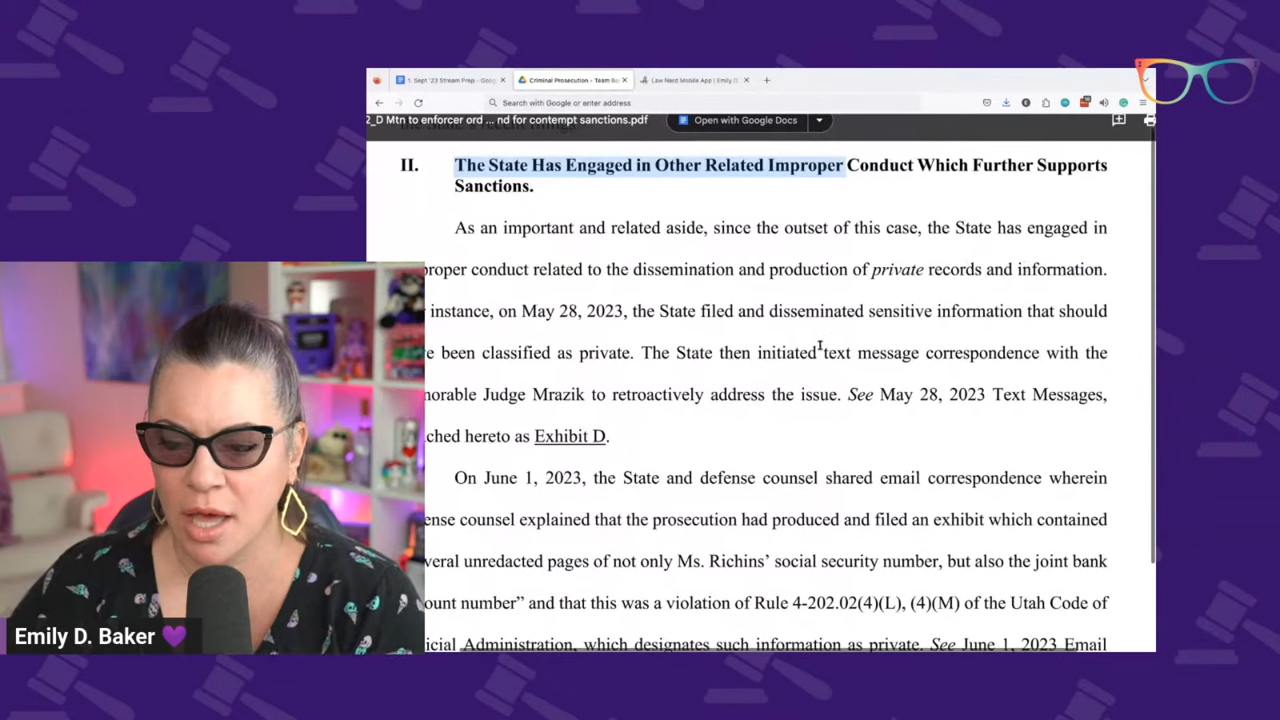 1. Sept '23 Stream Prep - Goog
Criminal Prosecution - Team Bo
Law Nerd Mobile App | Emily D.
Search with Google or enter address
2_D Mtn to enforcer ord ... nd for contempt sanctions.pdf
Open with Google Docs
II. The State Has Engaged in Other Related Improper Conduct Which Further Supports
Sanctions.
As an important and related aside, since the outset of this case, the State has engaged in
proper conduct related to the dissemination and production of private records and information.
instance, on May 28, 2023, the State filed and disseminated sensitive information that should
e been classified as private. The State then initiated text message correspondence with the
norable Judge Mrazik to retroactively address the issue. See May 28, 2023 Text Messages,
ched hereto as Exhibit D.
On June 1, 2023, the State and defense counsel shared email correspondence wherein
ense counsel explained that the prosecution had produced and filed an exhibit which contained
veral unredacted pages of not only Ms. Richins' social security number, but also the joint bank
ount number" and that this was a violation of Rule 4-202.02(4)(L), (4)(M) of the Utah Code of
icial Administration, which designates such information as private. See June 1, 2023 Email
Emily D. Baker 💜